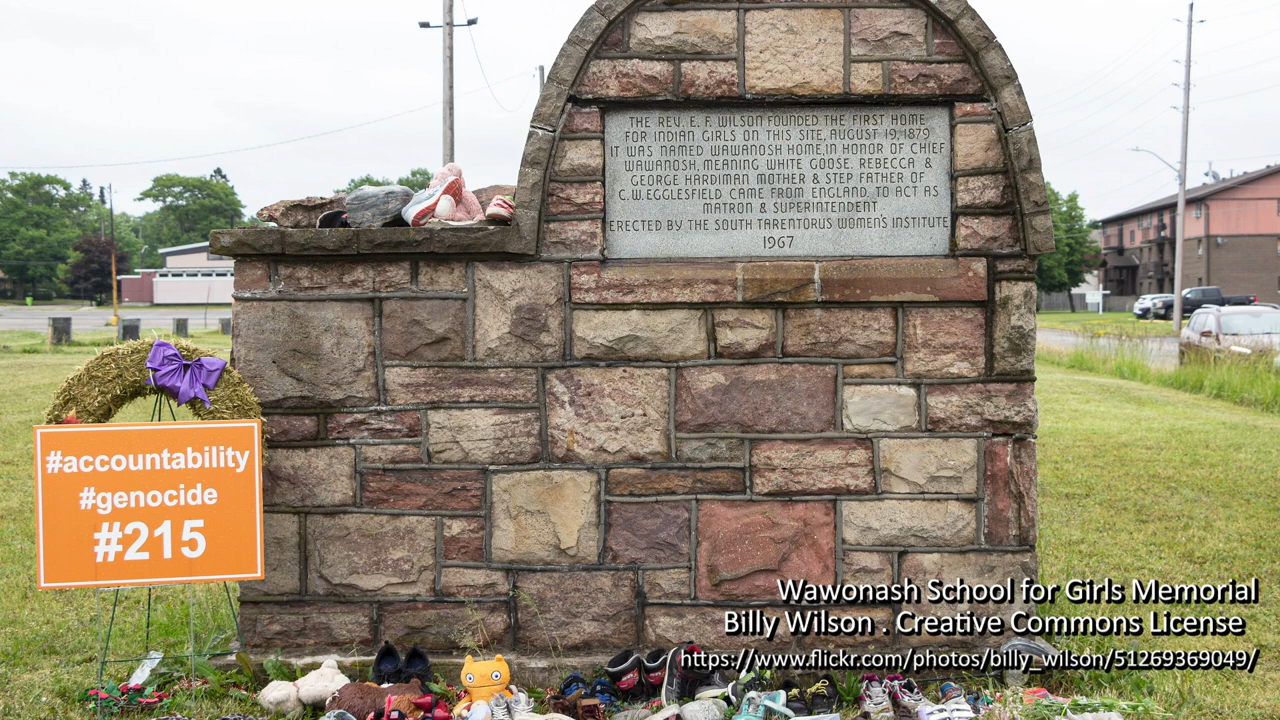 THE REV. E. F. WILSON FOUNDED THE FIRST HOME
FOR INDIAN GIRLS ON THIS SITE, AUGUST 19, 1879
IT WAS NAMED WAWANOSH HOME, IN HONOR OF CHIEF
WAWANOSH, MEANING WHITE GOOSE. REBECCA &
GEORGE HARDIMAN MOTHER & STEP FATHER OF
C. W. EGGLESFIELD CAME FROM ENGLAND TO ACT AS
MATRON & SUPERINTENDENT
ERECTED BY THE SOUTH TARENTORUS WOMEN'S INSTITUTE
1967
#accountability
#genocide
#215
Wawonash School for Girls Memorial
Billy Wilson . Creative Commons License
https://www.flickr.com/photos/billy_wilson/51269369049/